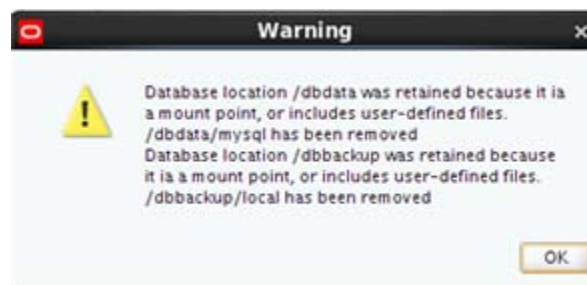 Warning
Database location /dbdata was retained because it ia
a mount point, or includes user-defined files.
/dbdata/mysql has been removed
Database location /dbbackup was retained because
it ia a mount point, or includes user-defined files.
/dbbackup/local has been removed
OK